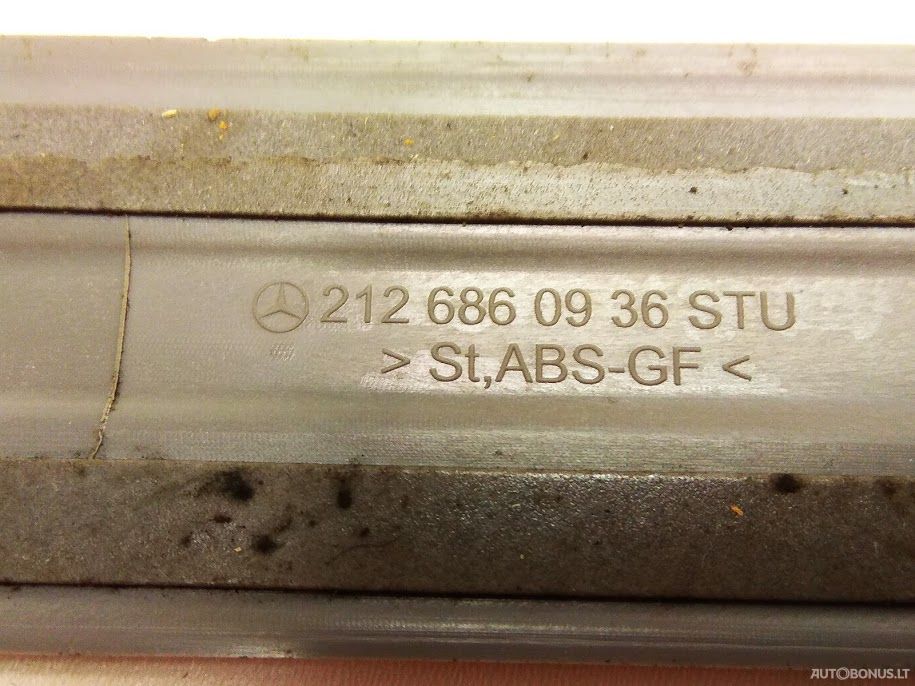 212 686 09 36 STU
> St,ABS-GF <
AUTOBONUS.LT